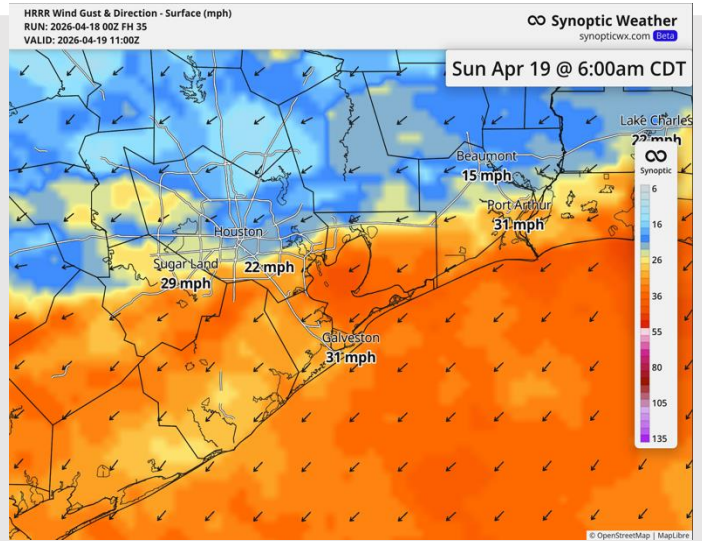 HRRR Wind Gust & Direction - Surface (mph)
RUN: 2026-04-18 00Z FH 35
VALID: 2026-04-19 11:00Z
Synoptic Weather
synopticwx.com Beta
Sun Apr 19 @ 6:00am CDT
Lake Charles
22 mph
Beaumont
15 mph
Port Arthur
31 mph
Houston
22 mph
Sugar Land
29 mph
Galveston
31 mph
Synoptic
6
16
26
36
55
80
105
135
© OpenStreetMap | MapLibre